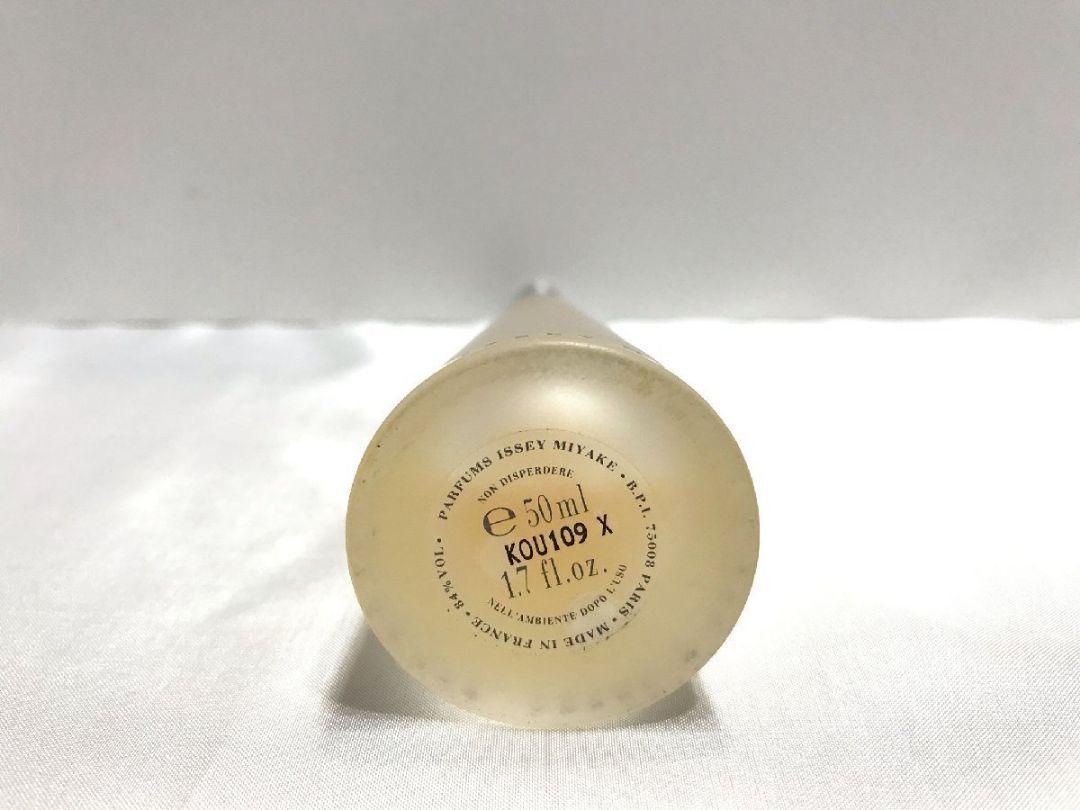 PARFUMS ISSEY MIYAKE • B.P.I. 75008 PARIS • MADE IN FRANCE • 84% VOL •
NON DISPERDERE
e 50 ml
KOU109 X
1.7 fl.oz.
NELL'AMBIENTE DOPO L'USO